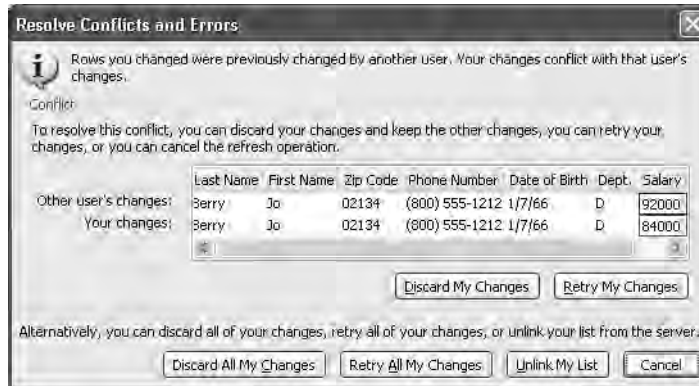 Resolve Conflicts and Errors
Rows you changed were previously changed by another user. Your changes conflict with that user's
changes.
Conflict
To resolve this conflict, you can discard your changes and keep the other changes, you can retry your
changes, or you can cancel the refresh operation.
Last Name First Name Zip Code Phone Number Date of Birth Dept. Salary
Other user's changes: Berry Jo 02134 (800) 555-1212 1/7/66 D 92000
Your changes: Berry Jo 02134 (800) 555-1212 1/7/66 D 84000
Discard My Changes Retry My Changes
Alternatively, you can discard all of your changes, retry all of your changes, or unlink your list from the server.
Discard All My Changes Retry All My Changes Unlink My List Cancel